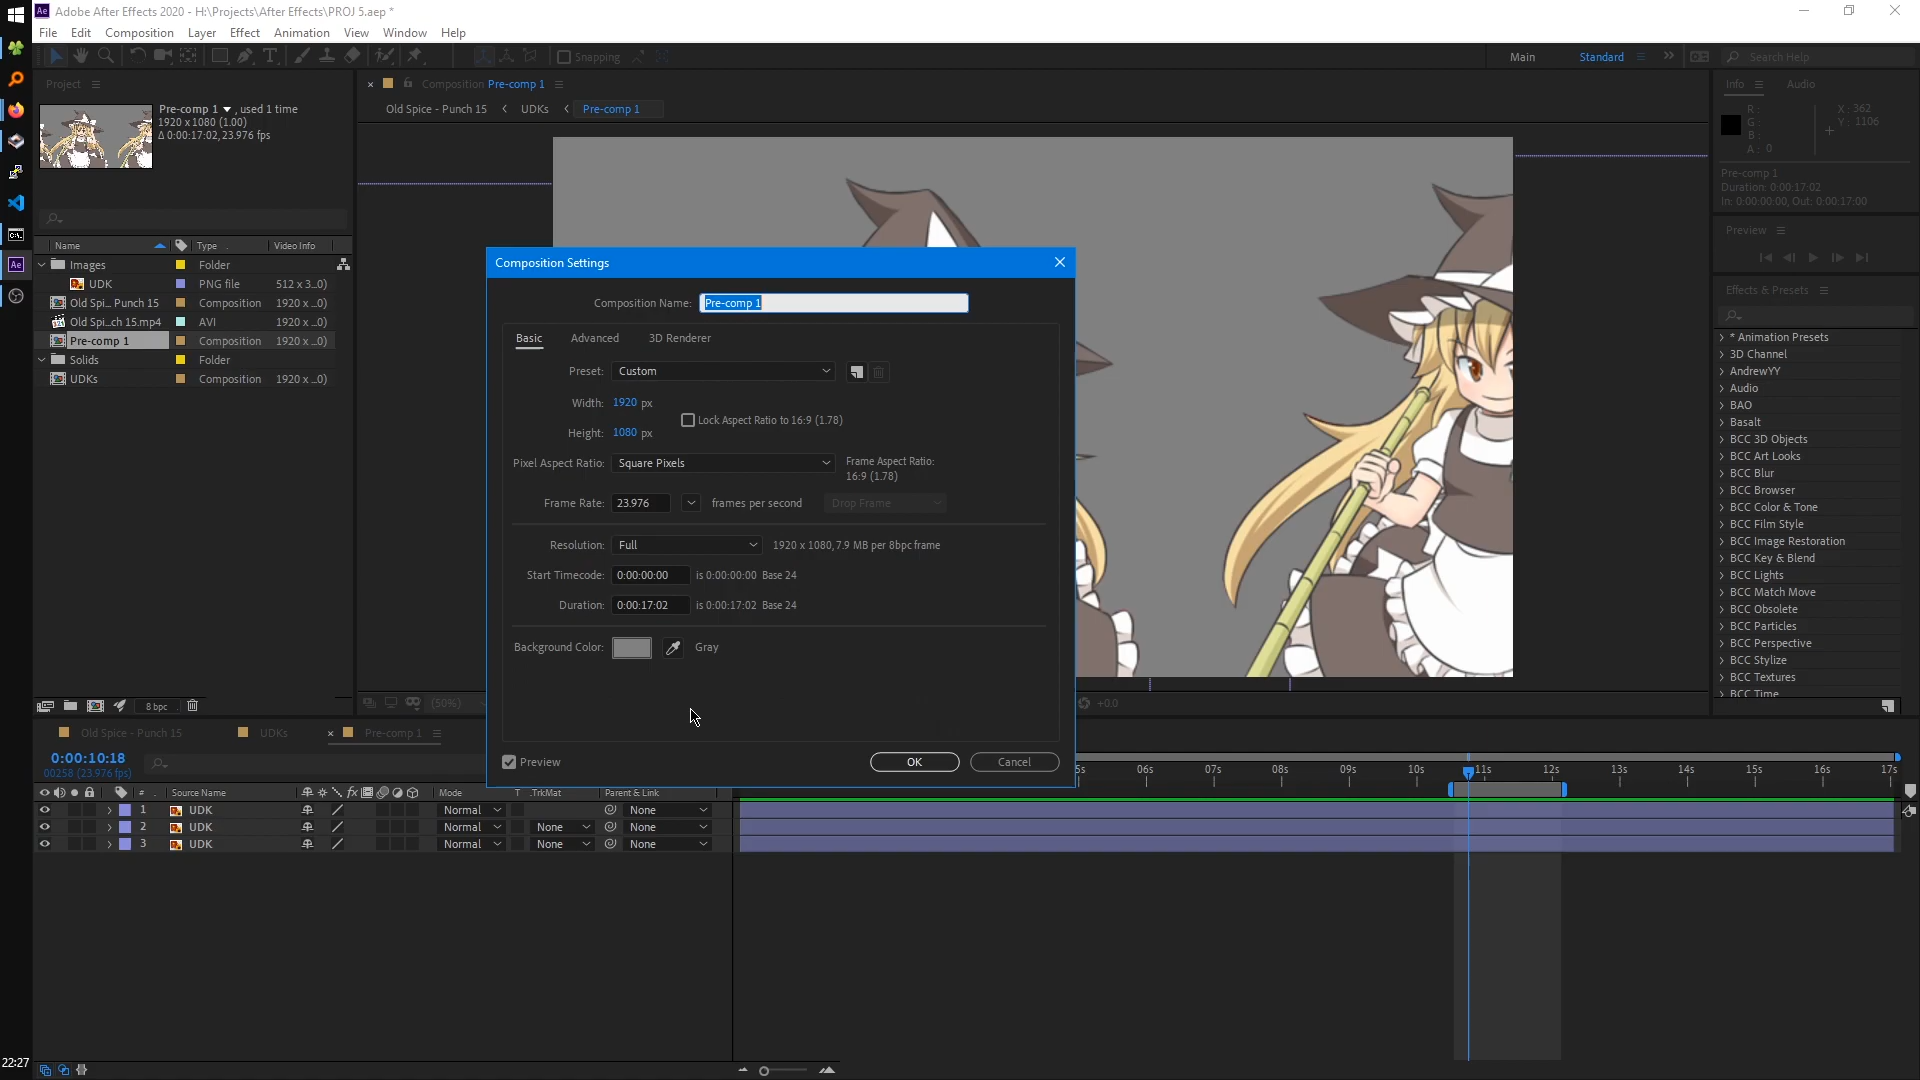 Adobe After Effects 2020 - H:\Projects\After Effects\PROJ 5.aep *
File Edit Composition Layer Effect Animation View Window Help
Snapping
Main Standard Search Help
Project
Pre-comp 1 , used 1 time
1920 x 1080 (1.00)
Δ 0:00:17:02, 23.976 fps
Name Type Video Info
Images Folder
UDK PNG file 512 x 3...0)
Old Spi... Punch 15 Composition 1920 x ...0)
Old Spi...ch 15.mp4 AVI 1920 x ...0)
Pre-comp 1 Composition 1920 x ...0)
Solids Folder
UDKs Composition 1920 x ...0)
8 bpc
Composition Pre-comp 1
Old Spice - Punch 15 UDKs Pre-comp 1
Composition Settings
Composition Name: Pre-comp 1
Basic Advanced 3D Renderer
Preset: Custom
Width: 1920 px
Lock Aspect Ratio to 16:9 (1.78)
Height: 1080 px
Pixel Aspect Ratio: Square Pixels
Frame Aspect Ratio:
16:9 (1.78)
Frame Rate: 23.976 frames per second Drop Frame
Resolution: Full 1920 x 1080, 7.9 MB per 8bpc frame
Start Timecode: 0:00:00:00 is 0:00:00:00 Base 24
Duration: 0:00:17:02 is 0:00:17:02 Base 24
Background Color: Gray
Preview OK Cancel
(50%)
+0.0
Info Audio
R :
G :
B :
A : 0
X : 362
Y : 1106
Pre-comp 1
Duration: 0:00:17:02
In: 0:00:00:00, Out: 0:00:17:00
Preview
Effects & Presets
* Animation Presets
3D Channel
AndrewYY
Audio
BAO
Basalt
BCC 3D Objects
BCC Art Looks
BCC Blur
BCC Browser
BCC Color & Tone
BCC Film Style
BCC Image Restoration
BCC Key & Blend
BCC Lights
BCC Match Move
BCC Obsolete
BCC Particles
BCC Perspective
BCC Stylize
BCC Textures
BCC Time
Old Spice - Punch 15 UDKs Pre-comp 1
0:00:10:18
00258 (23.976 fps)
# Source Name fx Mode T .TrkMat Parent & Link
5s 06s 07s 08s 09s 10s 11s 12s 13s 14s 15s 16s 17s
1 UDK Normal None
2 UDK Normal None None
3 UDK Normal None None
22:27